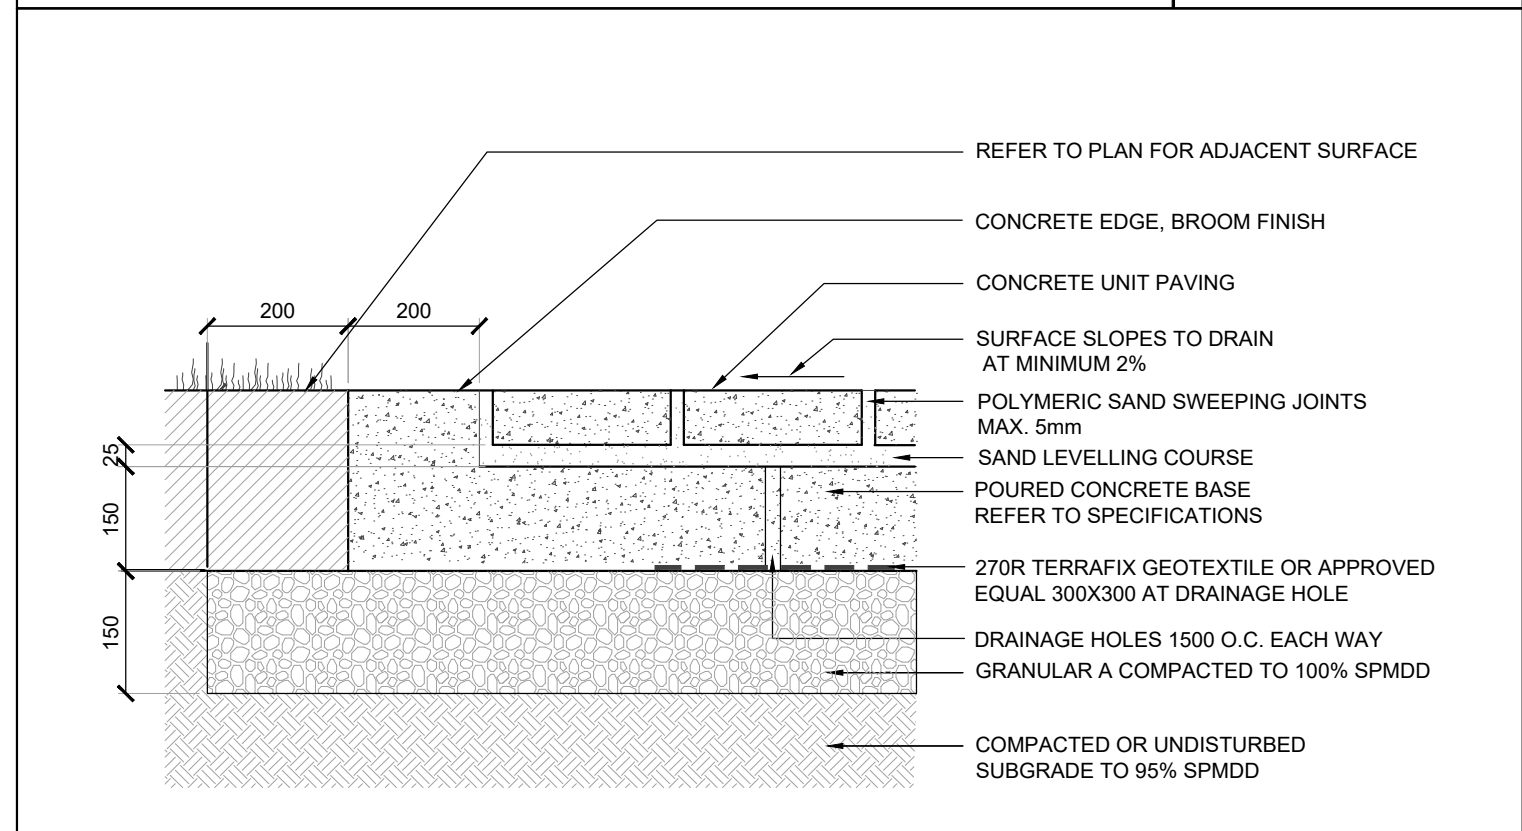 REFER TO PLAN FOR ADJACENT SURFACE
CONCRETE EDGE, BROOM FINISH
CONCRETE UNIT PAVING
200
200
SURFACE SLOPES TO DRAIN
AT MINIMUM 2%
POLYMERIC SAND SWEEPING JOINTS
MAX. 5mm
25
SAND LEVELLING COURSE
150
POURED CONCRETE BASE
REFER TO SPECIFICATIONS
270R TERRAFIX GEOTEXTILE OR APPROVED
EQUAL 300X300 AT DRAINAGE HOLE
150
DRAINAGE HOLES 1500 O.C. EACH WAY
GRANULAR A COMPACTED TO 100% SPMDD
COMPACTED OR UNDISTURBED
SUBGRADE TO 95% SPMDD